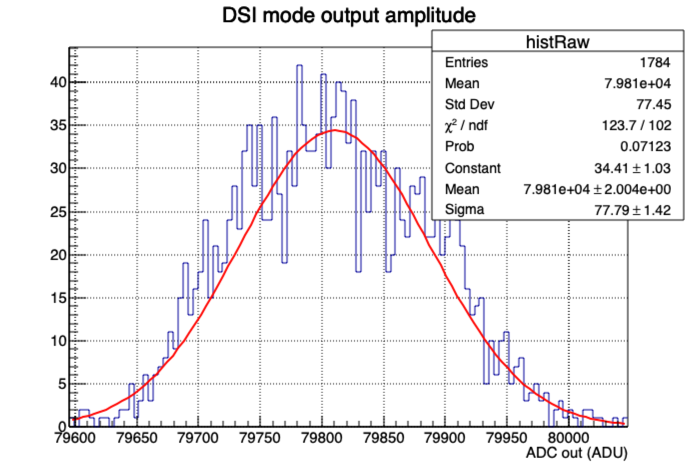 DSI mode output amplitude
histRaw
Entries 1784
Mean 7.981e+04
Std Dev 77.45
χ² / ndf 123.7 / 102
Prob 0.07123
Constant 34.41 ± 1.03
Mean 7.981e+04 ± 2.004e+00
Sigma 77.79 ± 1.42
40
35
30
25
20
15
10
5
0
79600 79650 79700 79750 79800 79850 79900 79950 80000
ADC out (ADU)